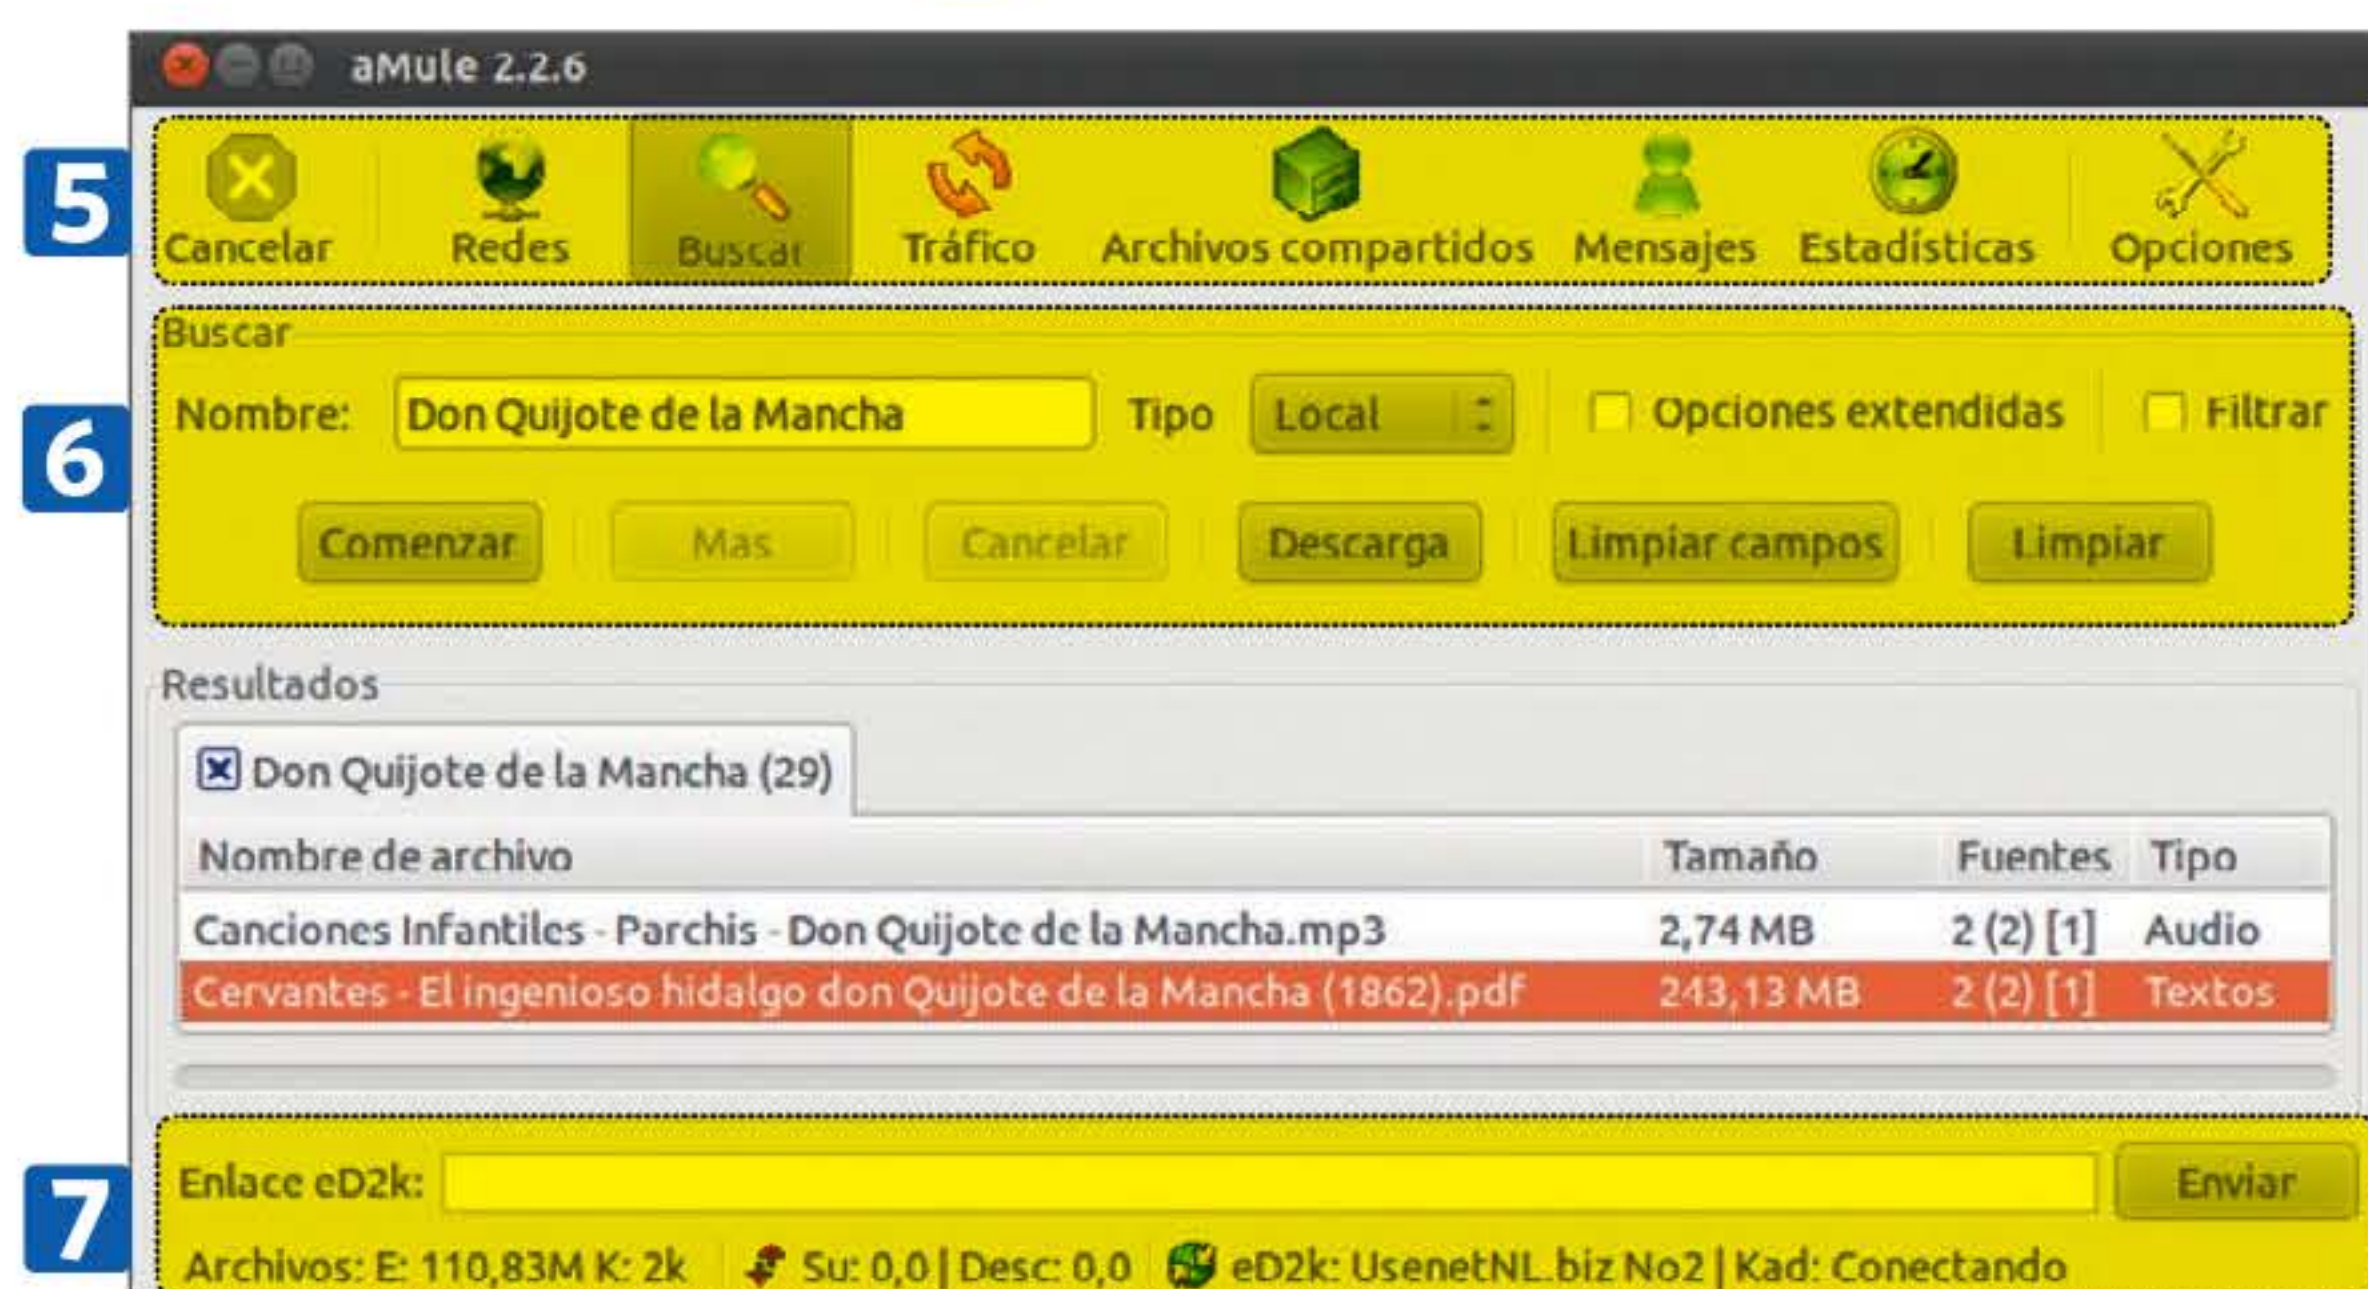 aMule 2.2.6
5
Cancelar Redes Buscar Tráfico Archivos compartidos Mensajes Estadísticas Opciones
Buscar
6
Nombre: Don Quijote de la Mancha Tipo Local Opciones extendidas Filtrar
Comenzar Mas Cancelar Descarga Limpiar campos Limpiar
Resultados
Don Quijote de la Mancha (29)
Nombre de archivo Tamaño Fuentes Tipo
Canciones Infantiles - Parchis - Don Quijote de la Mancha.mp3 2,74 MB 2 (2) [1] Audio
Cervantes - El ingenioso hidalgo don Quijote de la Mancha (1862).pdf 243,13 MB 2 (2) [1] Textos
7
Enlace eD2k: Enviar
Archivos: E: 110,83M K: 2k Su: 0,0 | Desc: 0,0 eD2k: UsenetNL.biz No2 | Kad: Conectando